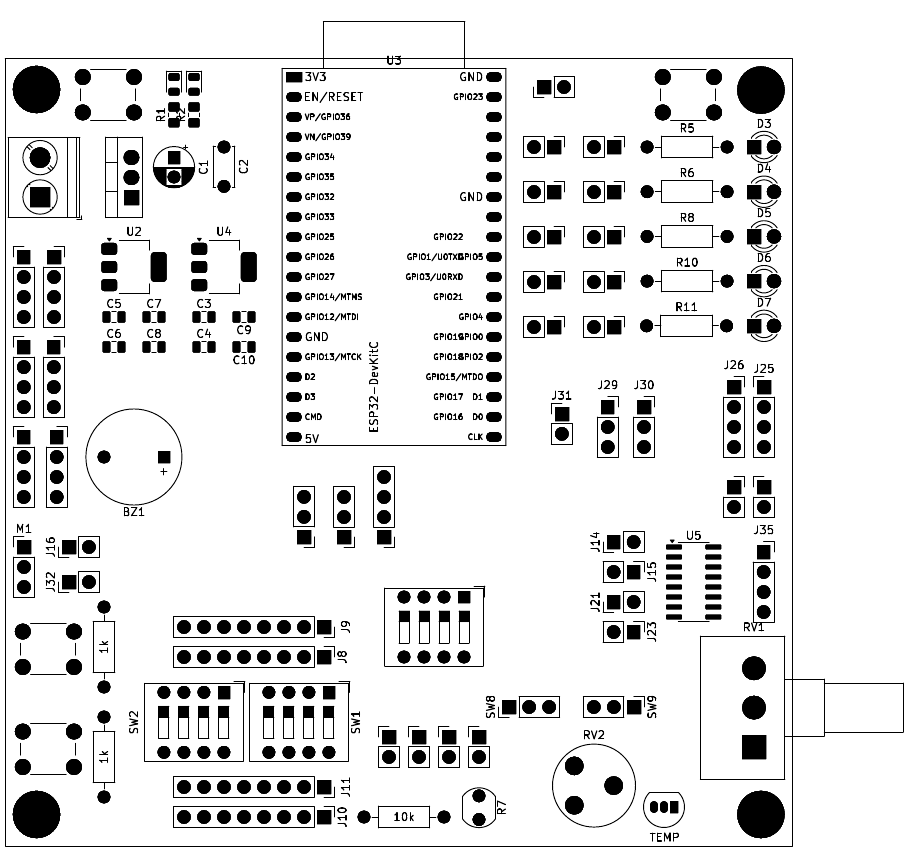 U3
3V3
GND
EN/RESET
GPIO23
VP/GPIO36
VN/GPIO39
GPIO34
GPIO35
GPIO32
GND
GPIO33
GPIO25
GPIO22
GPIO26
GPIO1/U0TXD
GPIO5
GPIO27
GPIO3/U0RXD
GPIO14/MTMS
GPIO21
GPIO12/MTDI
GPIO4
GND
GPIO0
GPIO13/MTCK
GPIO2
D2
GPIO15/MTDO
D3
GPIO17
D1
CMD
GPIO16
D0
5V
CLK
ESP32-DevKitC
R1
R2
+
C1
C2
U2
U4
C5
C7
C3
C9
C6
C8
C4
C10
R5
D3
R6
D4
R8
D5
R10
D6
R11
D7
J31
J29
J30
J26
J25
+
BZ1
M1
J16
J32
J14
J15
J21
J23
U5
J35
RV1
1k
1k
J9
J8
SW2
SW1
J11
J10
10k
R7
SW8
SW9
RV2
TEMP